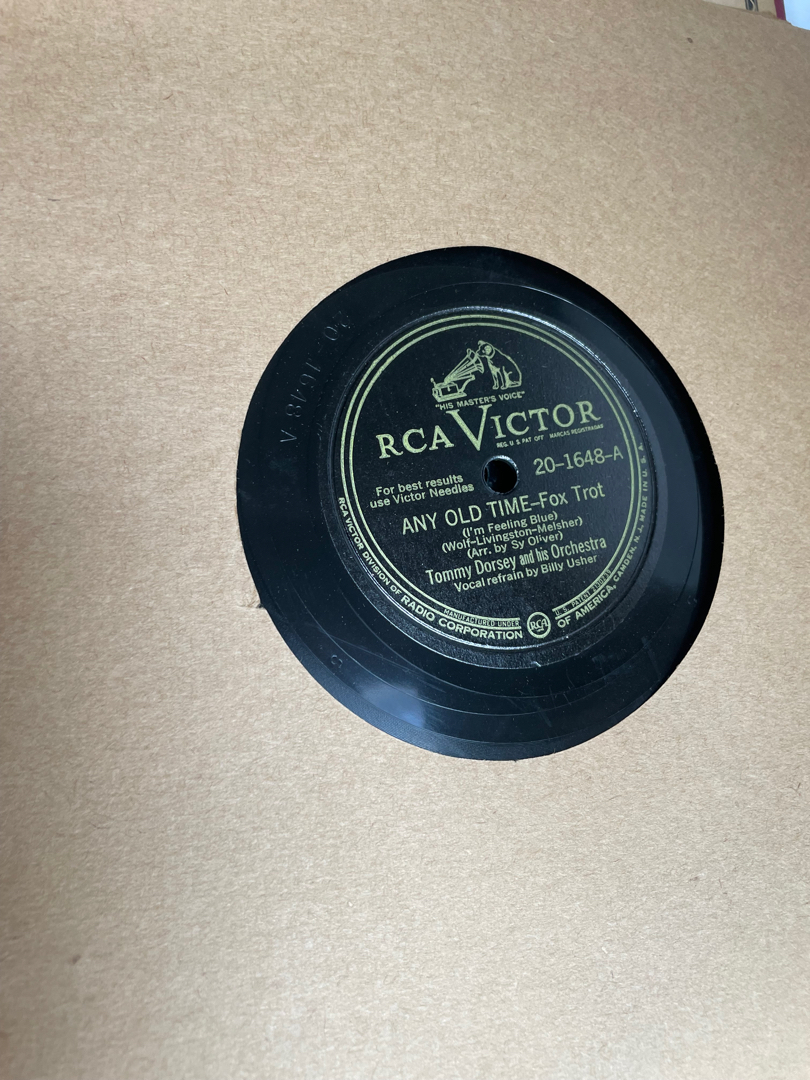 "HIS MASTER'S VOICE"
RCA VICTOR
REG. U. S. PAT. OFF. MARCAS REGISTRADAS
For best results
use Victor Needles
20-1648-A
ANY OLD TIME—Fox Trot
(I'm Feeling Blue)
(Wolf-Livingston-Melsher)
(Arr. by Sy Oliver)
Tommy Dorsey and his Orchestra
Vocal refrain by Billy Usher
MANUFACTURED UNDER
RCA
U. S. PATENT
RCA VICTOR DIVISION OF RADIO CORPORATION OF AMERICA, CAMDEN, N. J. MADE IN U. S. A.
20-1648-A